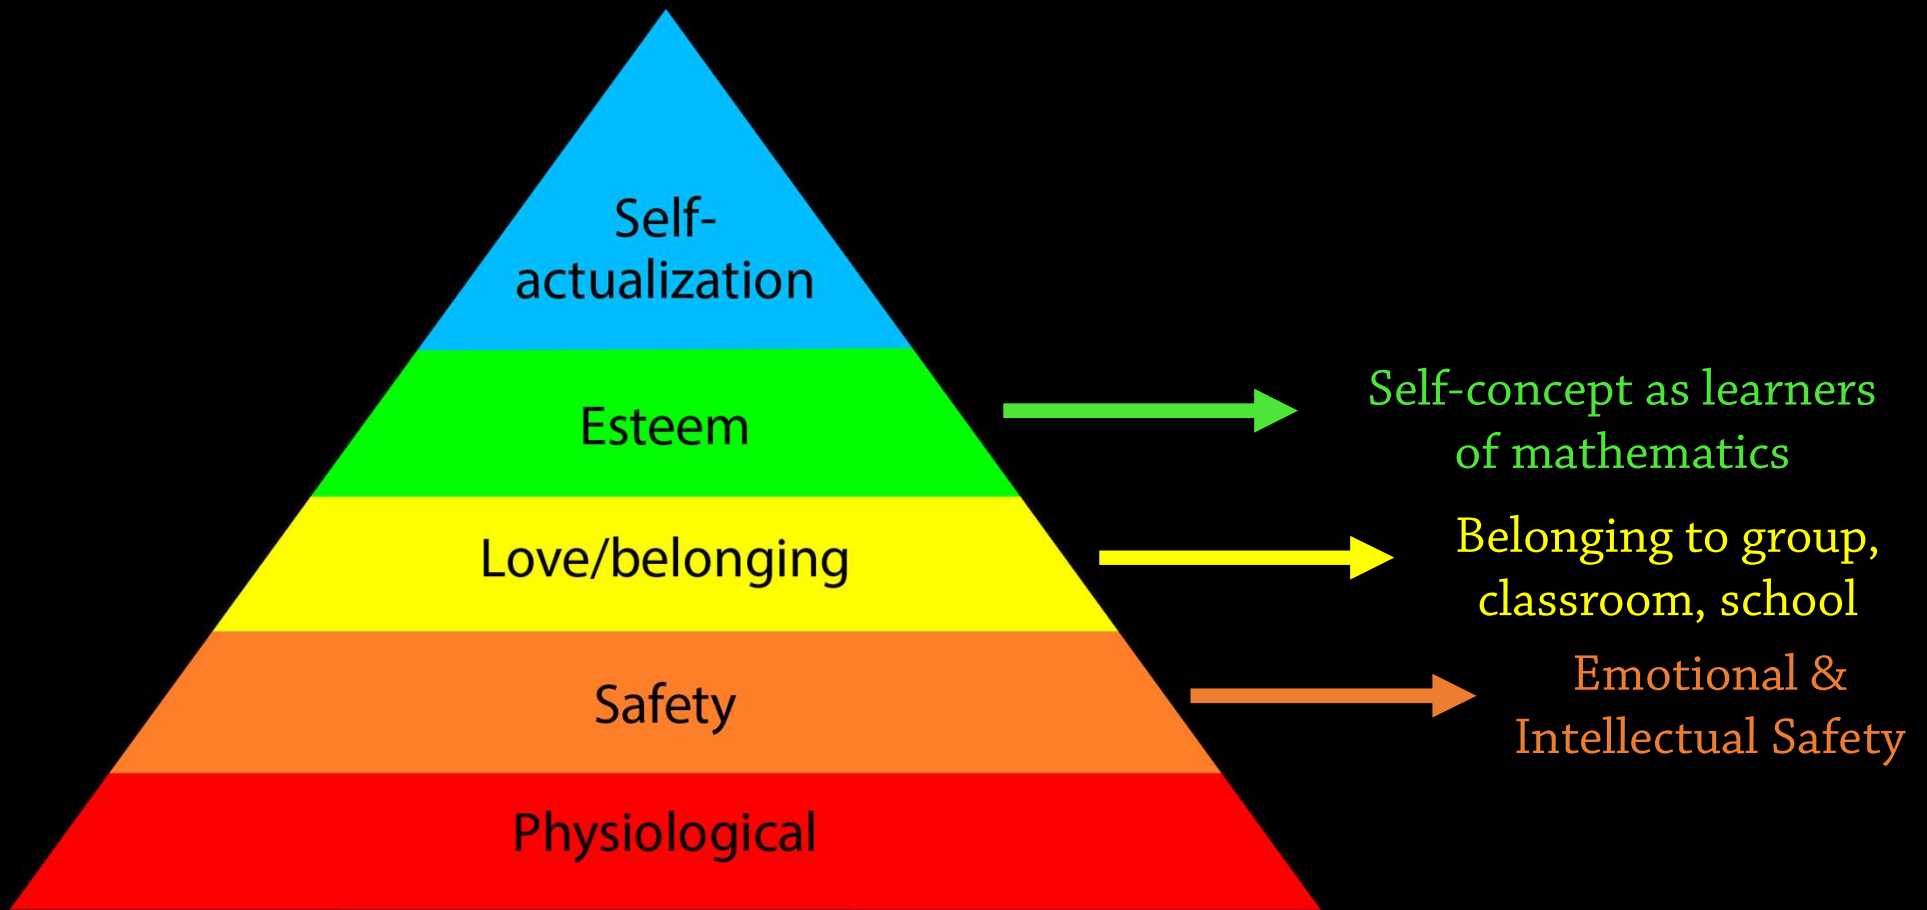 Self-
actualization
Esteem
Self-concept as learners
of mathematics
Love/belonging
Belonging to group,
classroom, school
Safety
Emotional &
Intellectual Safety
Physiological